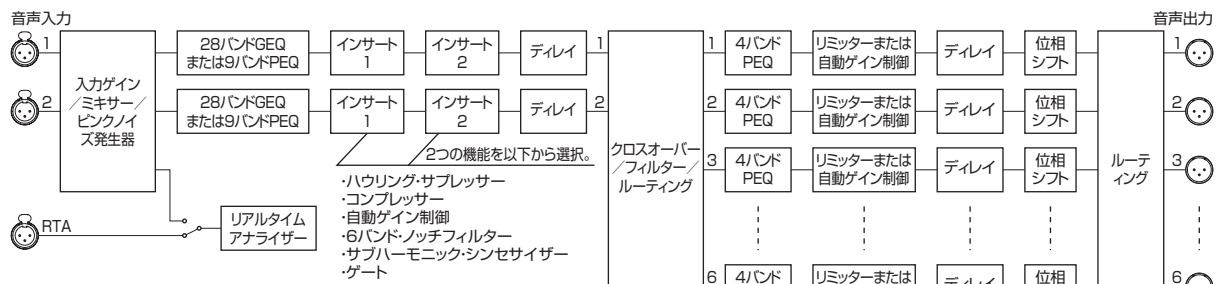 音声入力
音声出力
1
28バンドGEQ
または9バンドPEQ
インサート
1
インサート
2
ディレイ
1
1
4バンド
PEQ
リミッターまたは
自動ゲイン制御
ディレイ
位相
シフト
1
入力ゲイン
/ミキサー/
ピンクノイ
ズ発生器
2
28バンドGEQ
または9バンドPEQ
インサート
1
インサート
2
ディレイ
2
2
4バンド
PEQ
リミッターまたは
自動ゲイン制御
ディレイ
位相
シフト
2
2つの機能を以下から選択。
・ハウリング・サプレッサー
・コンプレッサー
・自動ゲイン制御
・6バンド・ノッチフィルター
・サブハーモニック・シンセサイザー
・ゲート
クロスオーバー
/フィルター/
ルーティング
3
4バンド
PEQ
リミッターまたは
自動ゲイン制御
ディレイ
位相
シフト
ルーテ
ィング
3
RTA
リアルタイム
アナライザー
6
4バンド
リミッターまたは
ディレイ
位相
6